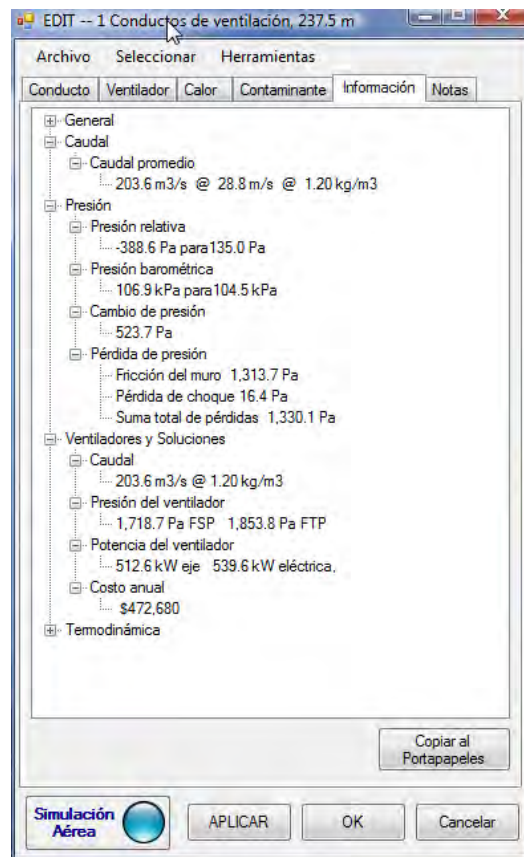 EDIT -- 1 Conductos de ventilación, 237.5 m
Archivo Seleccionar Herramientas
Conducto Ventilador Calor Contaminante Información Notas
General
Caudal
Caudal promedio
203.6 m3/s @ 28.8 m/s @ 1.20 kg/m3
Presión
Presión relativa
-388.6 Pa para135.0 Pa
Presión barométrica
106.9 kPa para104.5 kPa
Cambio de presión
523.7 Pa
Pérdida de presión
Fricción del muro 1,313.7 Pa
Pérdida de choque 16.4 Pa
Suma total de pérdidas 1,330.1 Pa
Ventiladores y Soluciones
Caudal
203.6 m3/s @ 1.20 kg/m3
Presión del ventilador
1,718.7 Pa FSP 1,853.8 Pa FTP
Potencia del ventilador
512.6 kW eje 539.6 kW eléctrica,
Costo anual
$472,680
Termodinámica
Copiar al
Portapapeles
Simulación
Aérea
APLICAR OK Cancelar